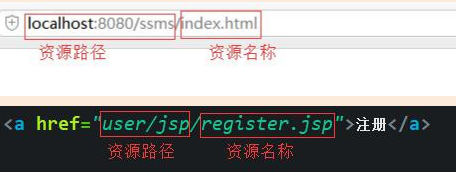 localhost:8080/ssms/index.html
资源路径 资源名称
<a href="user/jsp/register.jsp">注册</a>
资源路径 资源名称